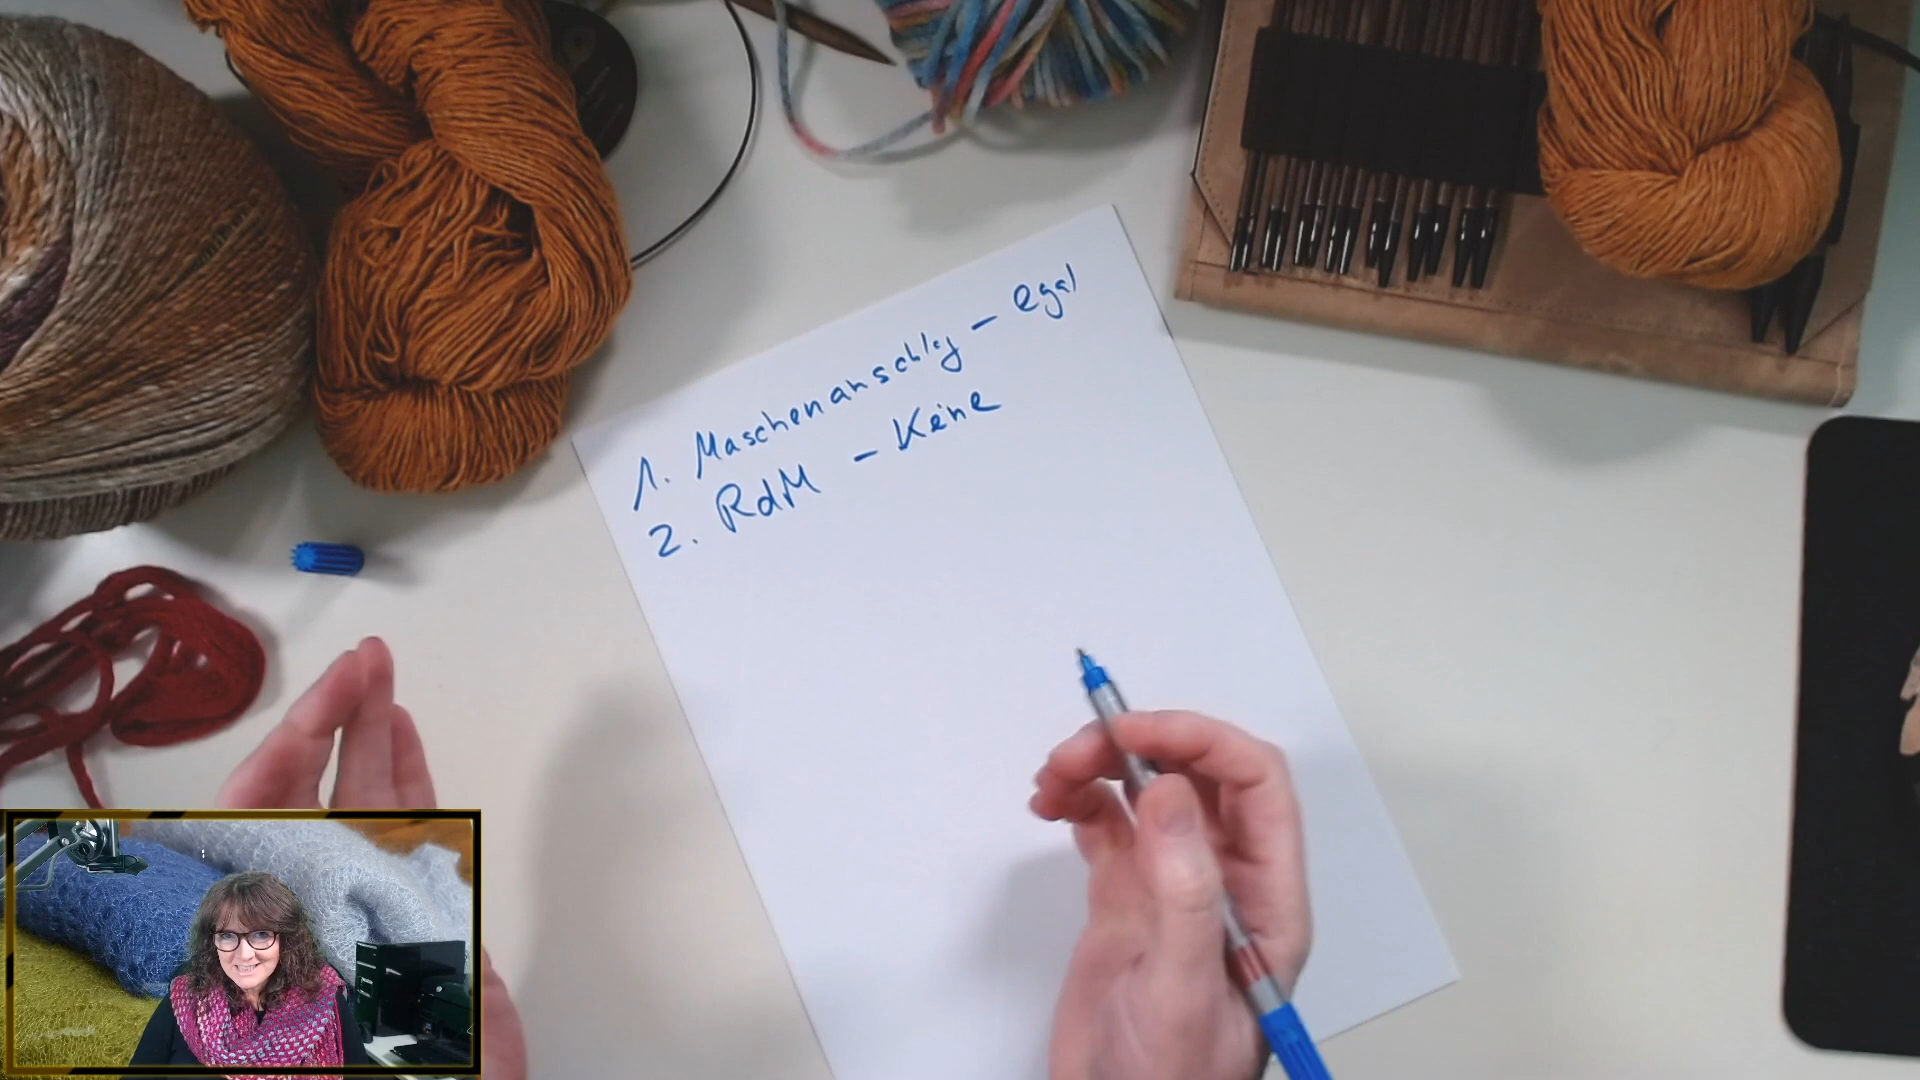 1. Maschenanschlag – egal
2. RdM – Keine